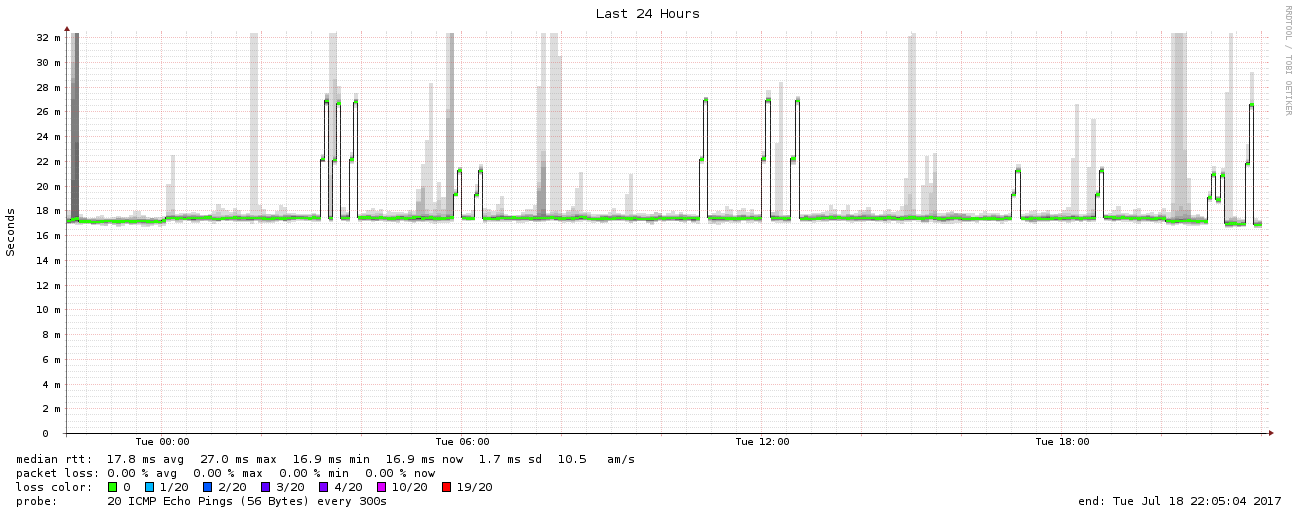 Last 24 Hours
RRDTOOL / TOBI OETIKER
Seconds
32 m
30 m
28 m
26 m
24 m
22 m
20 m
18 m
16 m
14 m
12 m
10 m
8 m
6 m
4 m
2 m
0
Tue 00:00 Tue 06:00 Tue 12:00 Tue 18:00
median rtt: 17.8 ms avg 27.0 ms max 16.9 ms min 16.9 ms now 1.7 ms sd 10.5 am/s
packet loss: 0.00 % avg 0.00 % max 0.00 % min 0.00 % now
loss color: 0 1/20 2/20 3/20 4/20 10/20 19/20
probe: 20 ICMP Echo Pings (56 Bytes) every 300s end: Tue Jul 18 22:05:04 2017